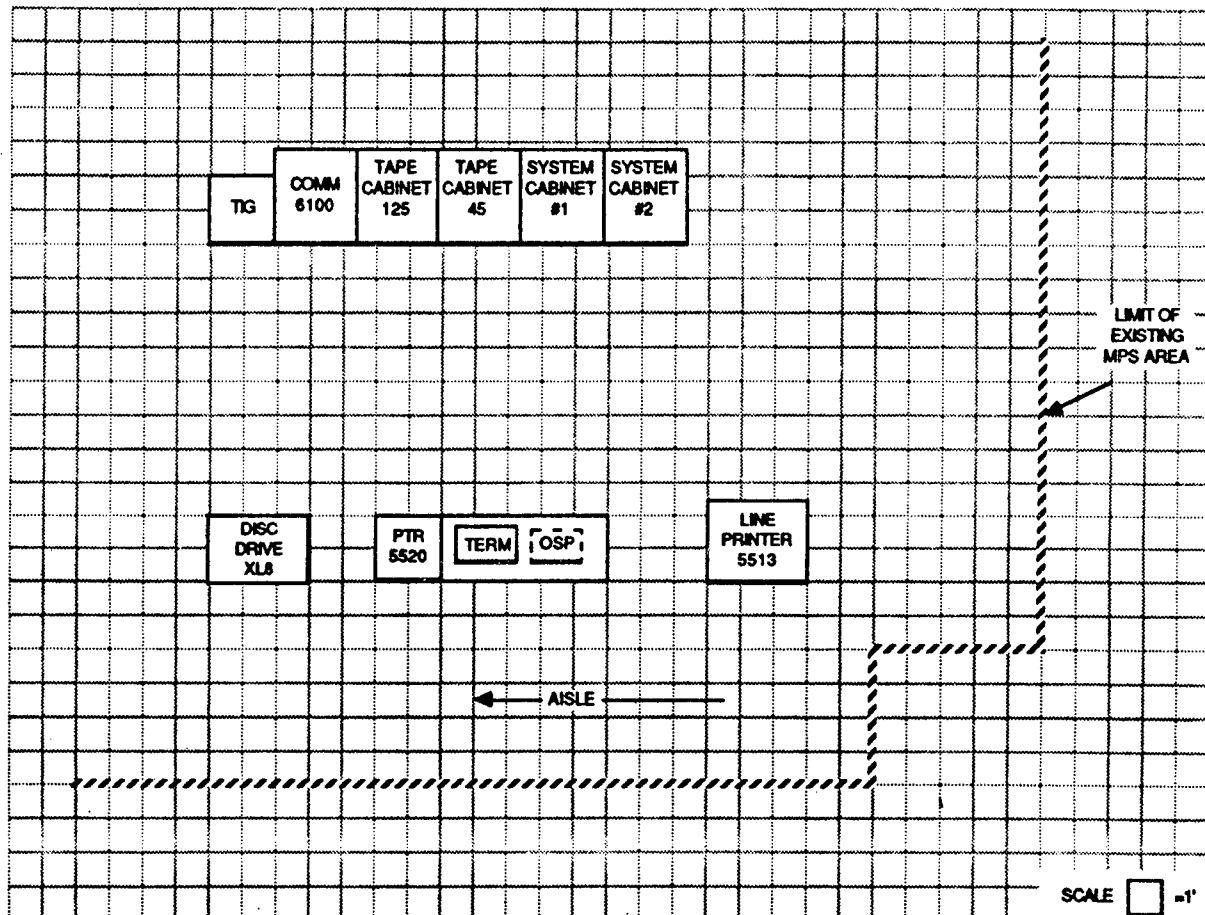 TIG
COMM
6100
TAPE
CABINET
125
TAPE
CABINET
45
SYSTEM
CABINET
#1
SYSTEM
CABINET
#2
LIMIT OF
EXISTING
MPS AREA
DISC
DRIVE
XL8
PTR
5520
TERM
OSP
LINE
PRINTER
5513
AISLE
SCALE =1'